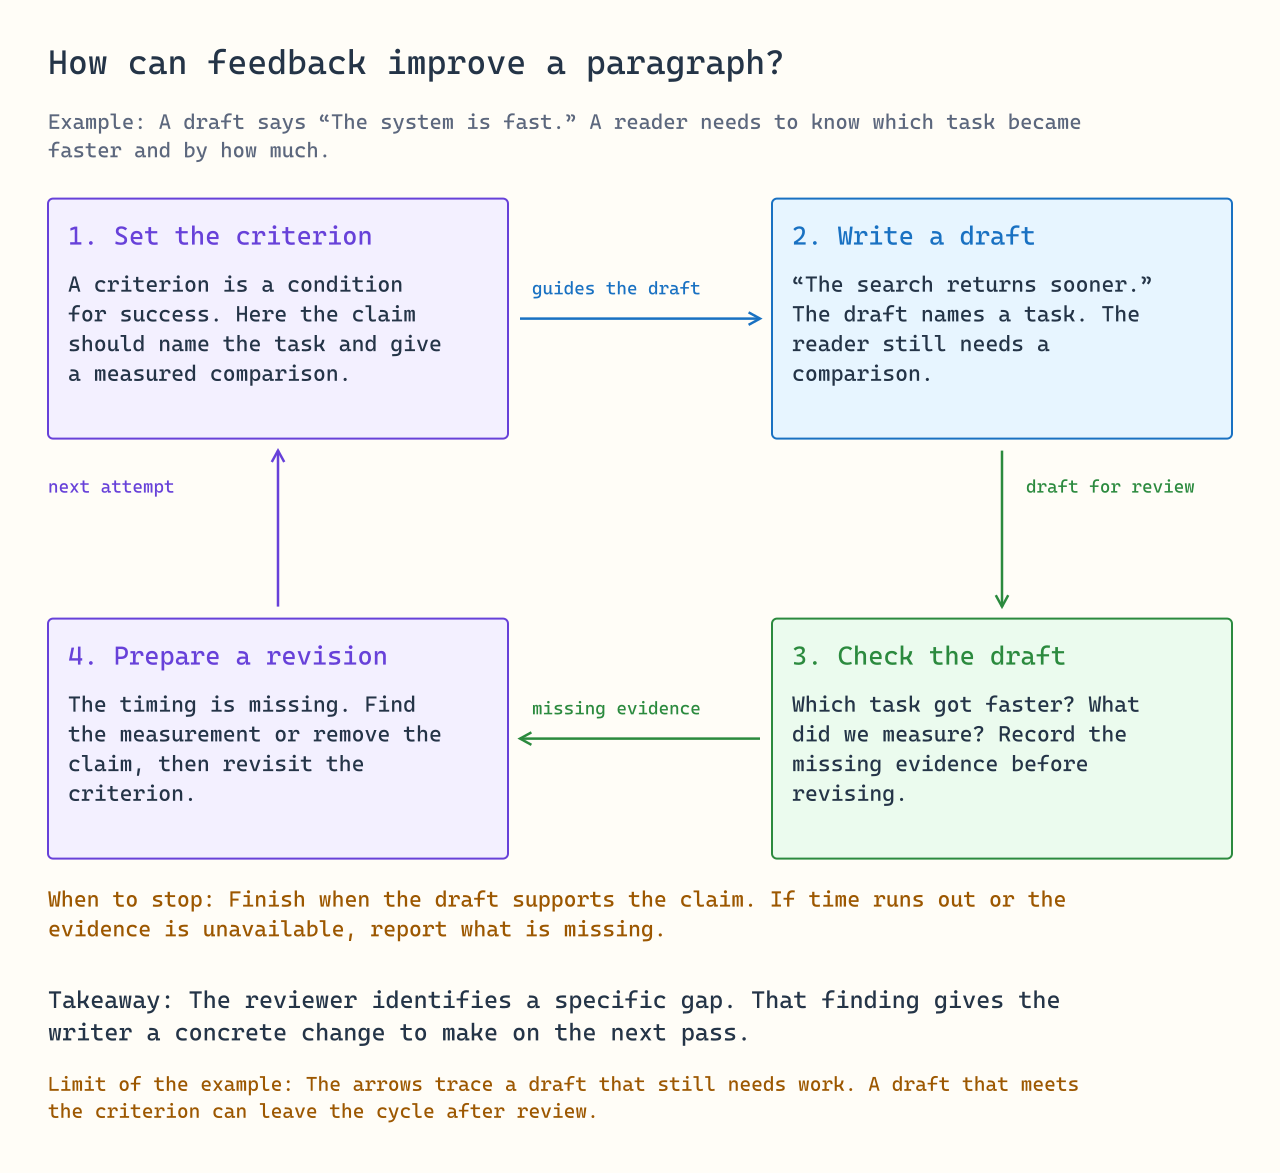 How can feedback improve a paragraph?
Example: A draft says “The system is fast.” A reader needs to know which task became
faster and by how much.
1. Set the criterion
A criterion is a condition
for success. Here the claim
should name the task and give
a measured comparison.
guides the draft
2. Write a draft
“The search returns sooner.”
The draft names a task. The
reader still needs a
comparison.
next attempt
draft for review
4. Prepare a revision
The timing is missing. Find
the measurement or remove the
claim, then revisit the
criterion.
missing evidence
3. Check the draft
Which task got faster? What
did we measure? Record the
missing evidence before
revising.
When to stop: Finish when the draft supports the claim. If time runs out or the
evidence is unavailable, report what is missing.
Takeaway: The reviewer identifies a specific gap. That finding gives the
writer a concrete change to make on the next pass.
Limit of the example: The arrows trace a draft that still needs work. A draft that meets
the criterion can leave the cycle after review.